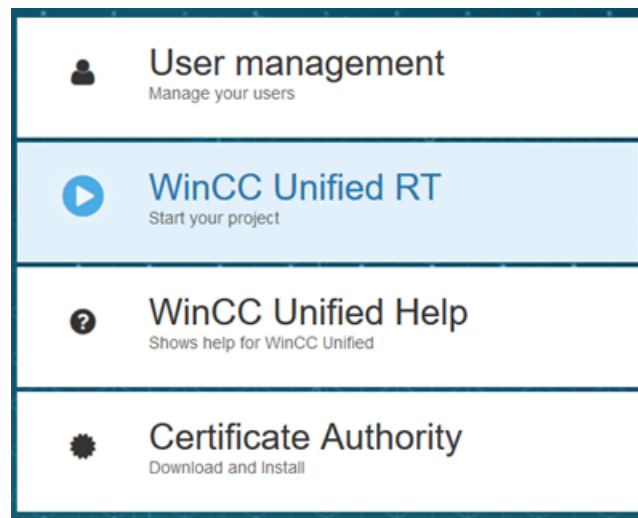 User management
Manage your users
WinCC Unified RT
Start your project
WinCC Unified Help
Shows help for WinCC Unified
Certificate Authority
Download and Install